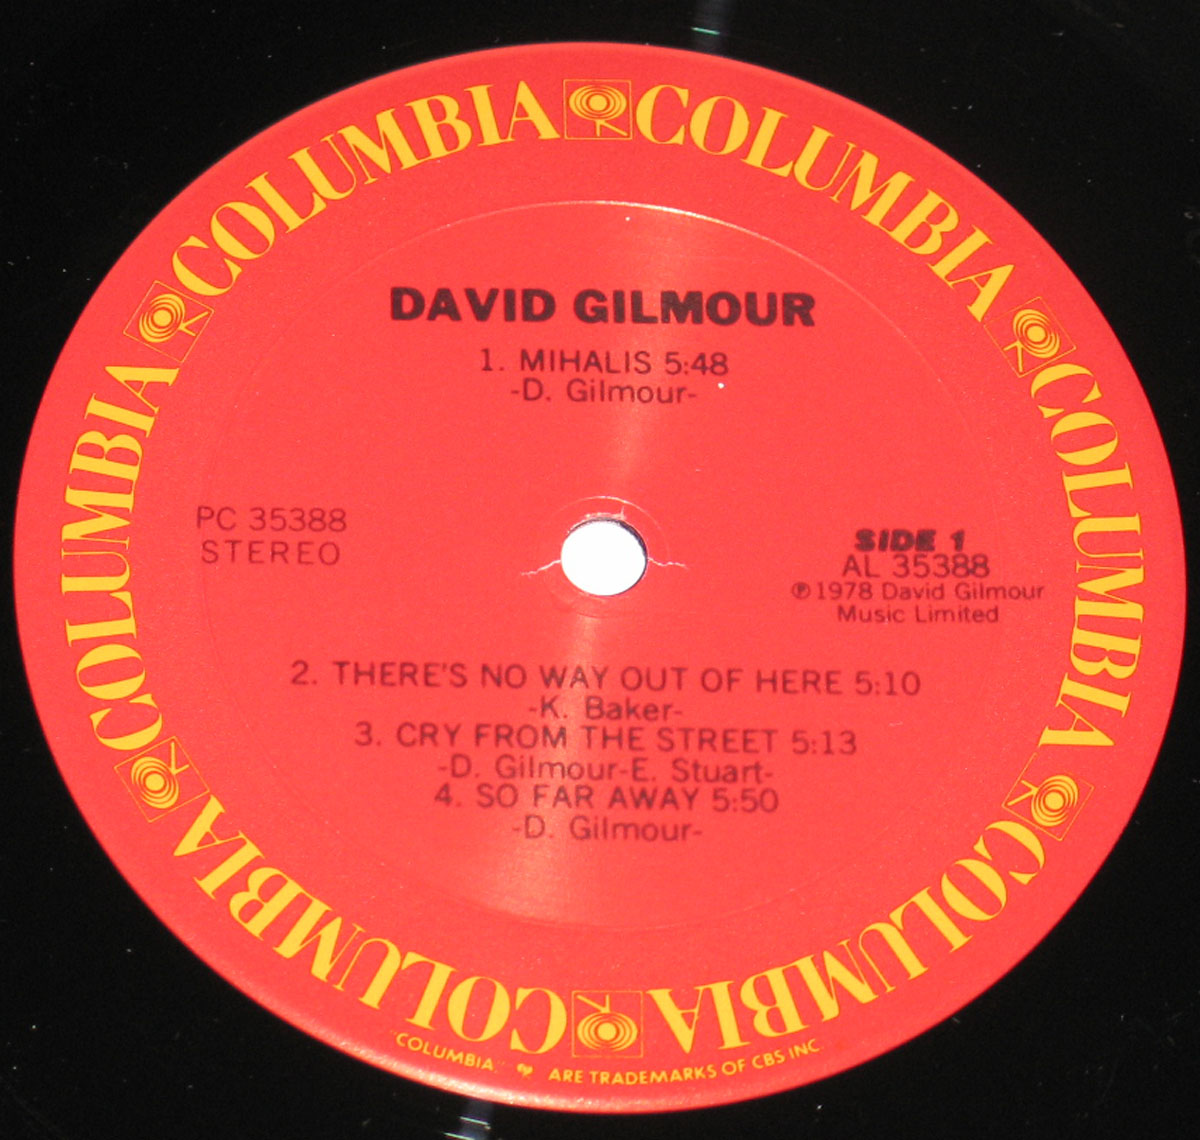 COLUMBIA COLUMBIA COLUMBIA COLUMBIA COLUMBIA COLUMBIA
DAVID GILMOUR
1. MIHALIS 5:48
-D. Gilmour-
PC 35388
STEREO
SIDE 1
AL 35388
℗ 1978 David Gilmour
Music Limited
2. THERE'S NO WAY OUT OF HERE 5:10
-K. Baker-
3. CRY FROM THE STREET 5:13
-D. Gilmour-E. Stuart-
4. SO FAR AWAY 5:50
-D. Gilmour-
"COLUMBIA," ARE TRADEMARKS OF CBS INC.